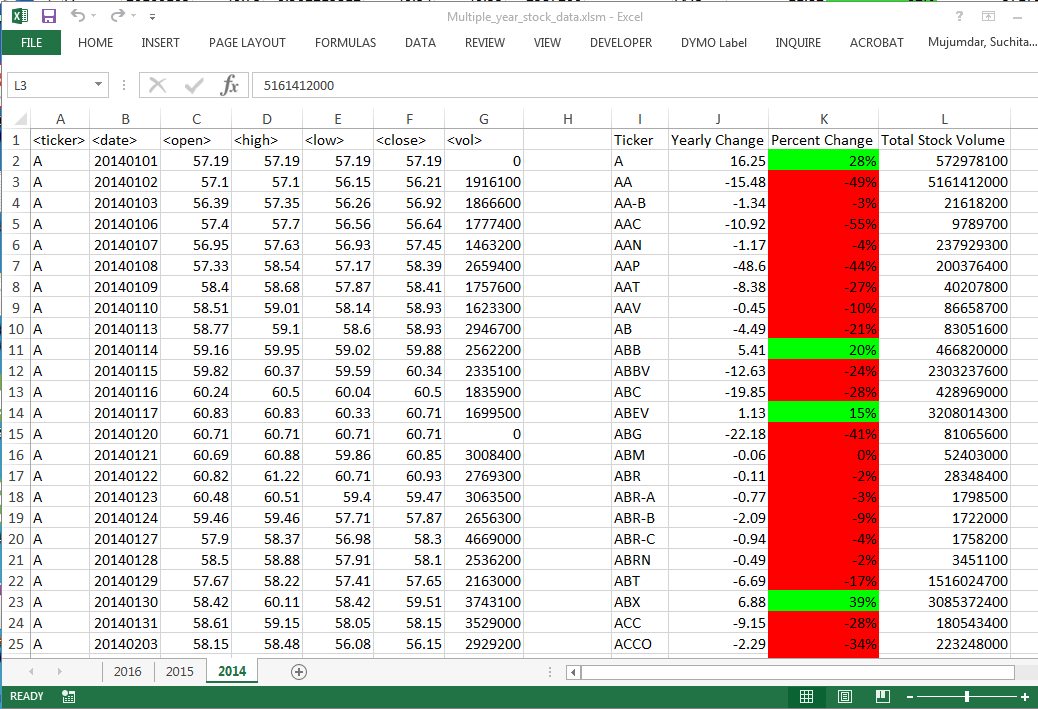 Multiple_year_stock_data.xlsm - Excel
FILE HOME INSERT PAGE LAYOUT FORMULAS DATA REVIEW VIEW DEVELOPER DYMO Label INQUIRE ACROBAT Mujumdar, Suchita...
L3 fx 5161412000
A B C D E F G H I J K L
1 <ticker> <date> <open> <high> <low> <close> <vol> Ticker Yearly Change Percent Change Total Stock Volume
2 A 20140101 57.19 57.19 57.19 57.19 0 A 16.25 28% 572978100
3 A 20140102 57.1 57.1 56.15 56.21 1916100 AA -15.48 -49% 5161412000
4 A 20140103 56.39 57.35 56.26 56.92 1866600 AA-B -1.34 -3% 21618200
5 A 20140106 57.4 57.7 56.56 56.64 1777400 AAC -10.92 -55% 9789700
6 A 20140107 56.95 57.63 56.93 57.45 1463200 AAN -1.17 -4% 237929300
7 A 20140108 57.33 58.54 57.17 58.39 2659400 AAP -48.6 -44% 200376400
8 A 20140109 58.4 58.68 57.87 58.41 1757600 AAT -8.38 -27% 40207800
9 A 20140110 58.51 59.01 58.14 58.93 1623300 AAV -0.45 -10% 86658700
10 A 20140113 58.77 59.1 58.6 58.93 2946700 AB -4.49 -21% 83051600
11 A 20140114 59.16 59.95 59.02 59.88 2562200 ABB 5.41 20% 466820000
12 A 20140115 59.82 60.37 59.59 60.34 2335100 ABBV -12.63 -24% 2303237600
13 A 20140116 60.24 60.5 60.04 60.5 1835900 ABC -19.85 -28% 428969000
14 A 20140117 60.83 60.83 60.33 60.71 1699500 ABEV 1.13 15% 3208014300
15 A 20140120 60.71 60.71 60.71 60.71 0 ABG -22.18 -41% 81065600
16 A 20140121 60.69 60.88 59.86 60.85 3008400 ABM -0.06 0% 52403000
17 A 20140122 60.82 61.22 60.71 60.93 2769300 ABR -0.11 -2% 28348400
18 A 20140123 60.48 60.51 59.4 59.47 3063500 ABR-A -0.77 -3% 1798500
19 A 20140124 59.46 59.46 57.71 57.87 2656300 ABR-B -2.09 -9% 1722000
20 A 20140127 57.9 58.37 56.98 58.3 4669000 ABR-C -0.94 -4% 1758200
21 A 20140128 58.5 58.88 57.91 58.1 2536200 ABRN -0.49 -2% 3451100
22 A 20140129 57.67 58.22 57.41 57.65 2163000 ABT -6.69 -17% 1516024700
23 A 20140130 58.42 60.11 58.42 59.51 3743100 ABX 6.88 39% 3085372400
24 A 20140131 58.61 59.15 58.05 58.15 3529000 ACC -9.15 -28% 180543400
25 A 20140203 58.15 58.48 56.08 56.15 2929200 ACCO -2.29 -34% 223248000
2016 2015 2014
READY